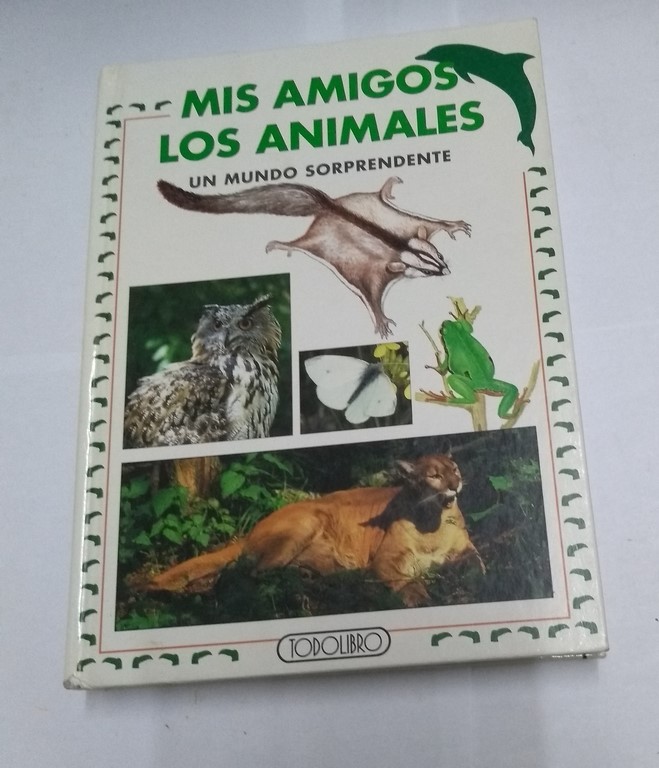 MIS AMIGOS
LOS ANIMALES
UN MUNDO SORPRENDENTE
TODOLIBRO